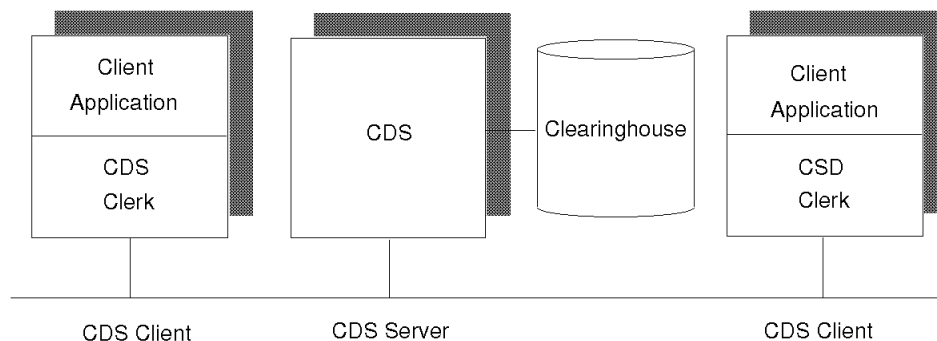 Client
Application
CDS
Clerk
CDS
Clearinghouse
Client
Application
CSD
Clerk
CDS Client
CDS Server
CDS Client